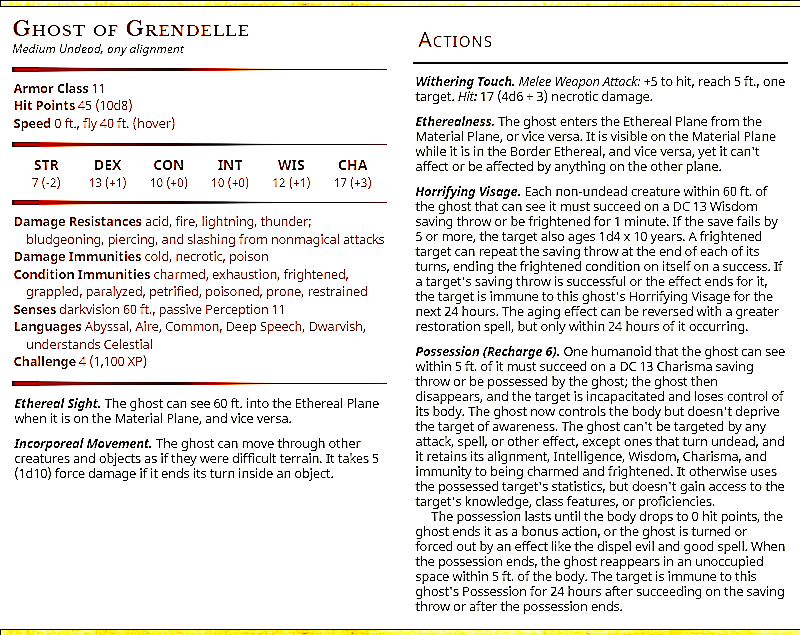 Ghost of Grendelle
Medium Undead, any alignment
Armor Class 11
Hit Points 45 (10d8)
Speed 0 ft., fly 40 ft. (hover)
STR DEX CON INT WIS CHA
7 (-2) 13 (+1) 10 (+0) 10 (+0) 12 (+1) 17 (+3)
Damage Resistances acid, fire, lightning, thunder;
bludgeoning, piercing, and slashing from nonmagical attacks
Damage Immunities cold, necrotic, poison
Condition Immunities charmed, exhaustion, frightened,
grappled, paralyzed, petrified, poisoned, prone, restrained
Senses darkvision 60 ft., passive Perception 11
Languages Abyssal, Aire, Common, Deep Speech, Dwarvish,
understands Celestial
Challenge 4 (1,100 XP)
Ethereal Sight. The ghost can see 60 ft. into the Ethereal Plane
when it is on the Material Plane, and vice versa.
Incorporeal Movement. The ghost can move through other
creatures and objects as if they were difficult terrain. It takes 5
(1d10) force damage if it ends its turn inside an object.
Actions
Withering Touch. Melee Weapon Attack: +5 to hit, reach 5 ft., one
target. Hit: 17 (4d6 + 3) necrotic damage.
Etherealness. The ghost enters the Ethereal Plane from the
Material Plane, or vice versa. It is visible on the Material Plane
while it is in the Border Ethereal, and vice versa, yet it can't
affect or be affected by anything on the other plane.
Horrifying Visage. Each non-undead creature within 60 ft. of
the ghost that can see it must succeed on a DC 13 Wisdom
saving throw or be frightened for 1 minute. If the save fails by
5 or more, the target also ages 1d4 x 10 years. A frightened
target can repeat the saving throw at the end of each of its
turns, ending the frightened condition on itself on a success. If
a target's saving throw is successful or the effect ends for it,
the target is immune to this ghost's Horrifying Visage for the
next 24 hours. The aging effect can be reversed with a greater
restoration spell, but only within 24 hours of it occurring.
Possession (Recharge 6). One humanoid that the ghost can see
within 5 ft. of it must succeed on a DC 13 Charisma saving
throw or be possessed by the ghost; the ghost then
disappears, and the target is incapacitated and loses control of
its body. The ghost now controls the body but doesn't deprive
the target of awareness. The ghost can't be targeted by any
attack, spell, or other effect, except ones that turn undead, and
it retains its alignment, Intelligence, Wisdom, Charisma, and
immunity to being charmed and frightened. It otherwise uses
the possessed target's statistics, but doesn't gain access to the
target's knowledge, class features, or proficiencies.
The possession lasts until the body drops to 0 hit points, the
ghost ends it as a bonus action, or the ghost is turned or
forced out by an effect like the dispel evil and good spell. When
the possession ends, the ghost reappears in an unoccupied
space within 5 ft. of the body. The target is immune to this
ghost's Possession for 24 hours after succeeding on the saving
throw or after the possession ends.